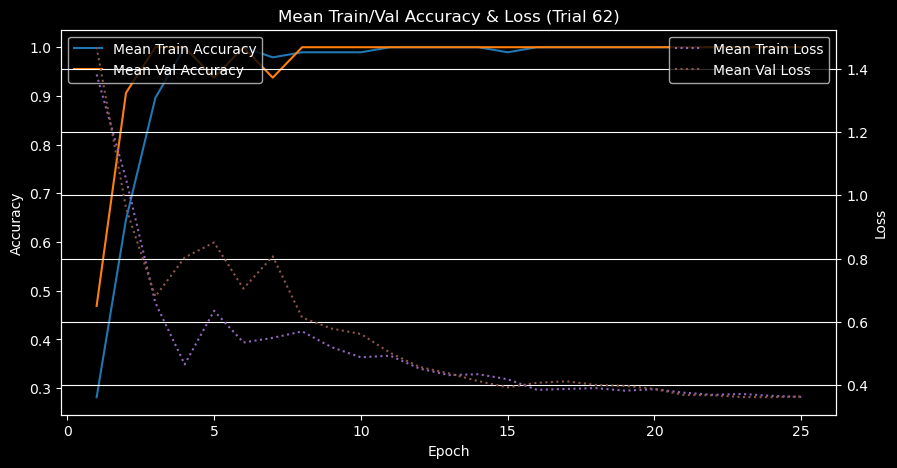 Mean Train/Val Accuracy & Loss (Trial 62)
Mean Train Accuracy
Mean Val Accuracy
Mean Train Loss
Mean Val Loss
1.0
0.9
0.8
0.7
0.6
0.5
0.4
0.3
Accuracy
1.4
1.2
1.0
0.8
0.6
0.4
Loss
0 5 10 15 20 25
Epoch